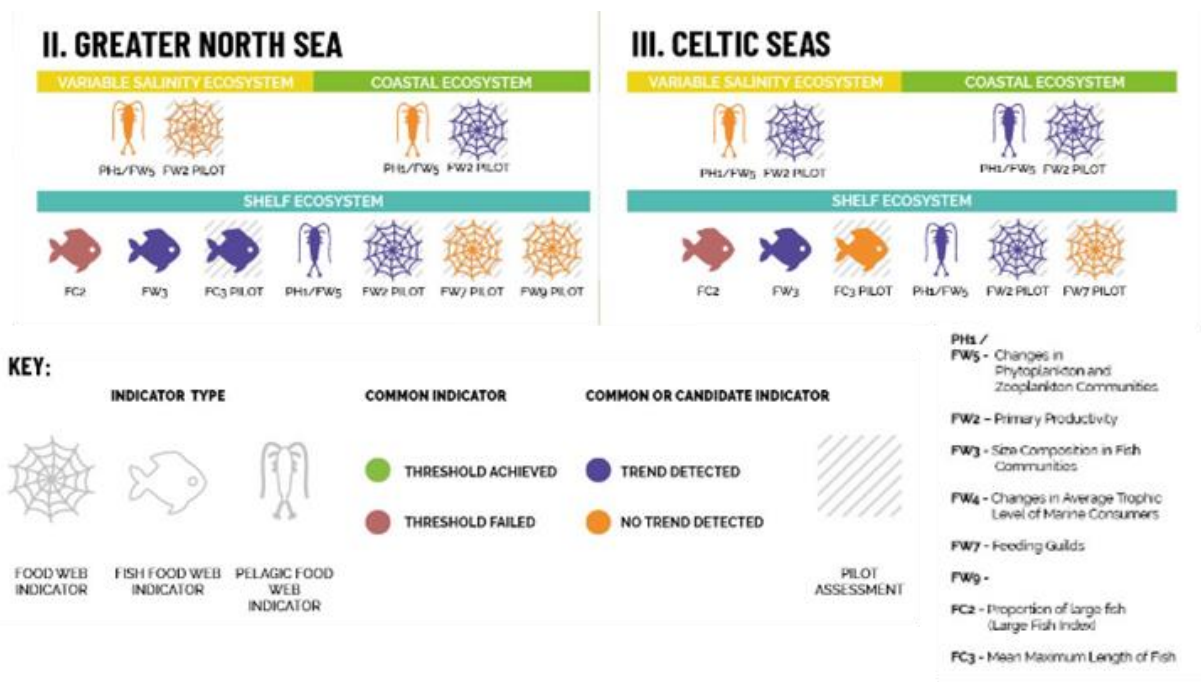 II. GREATER NORTH SEA
VARIABLE SALINITY ECOSYSTEM COASTAL ECOSYSTEM
PH1/FW5 FW2 PILOT PH1/FW5 FW2 PILOT
SHELF ECOSYSTEM
FC2 FW3 FC3 PILOT PH1/FW5 FW2 PILOT FW7 PILOT FW9 PILOT
III. CELTIC SEAS
VARIABLE SALINITY ECOSYSTEM COASTAL ECOSYSTEM
PH1/FW5 FW2 PILOT PH1/FW5 FW2 PILOT
SHELF ECOSYSTEM
FC2 FW3 FC3 PILOT PH1/FW5 FW2 PILOT FW7 PILOT
KEY:
INDICATOR TYPE
FOOD WEB
INDICATOR
FISH FOOD WEB
INDICATOR
PELAGIC FOOD
WEB
INDICATOR
COMMON INDICATOR
THRESHOLD ACHIEVED
THRESHOLD FAILED
COMMON OR CANDIDATE INDICATOR
TREND DETECTED
NO TREND DETECTED
PILOT
ASSESSMENT
PH1 /
FW5 - Changes in
Phytoplankton and
Zooplankton Communities
FW2 – Primary Productivity
FW3 - Size Composition in Fish
Communities
FW4 - Changes in Average Trophic
Level of Marine Consumers
FW7 - Feeding Guilds
FW9 -
FC2 - Proportion of large fish
(Large Fish Index)
FC3 - Mean Maximum Length of Fish